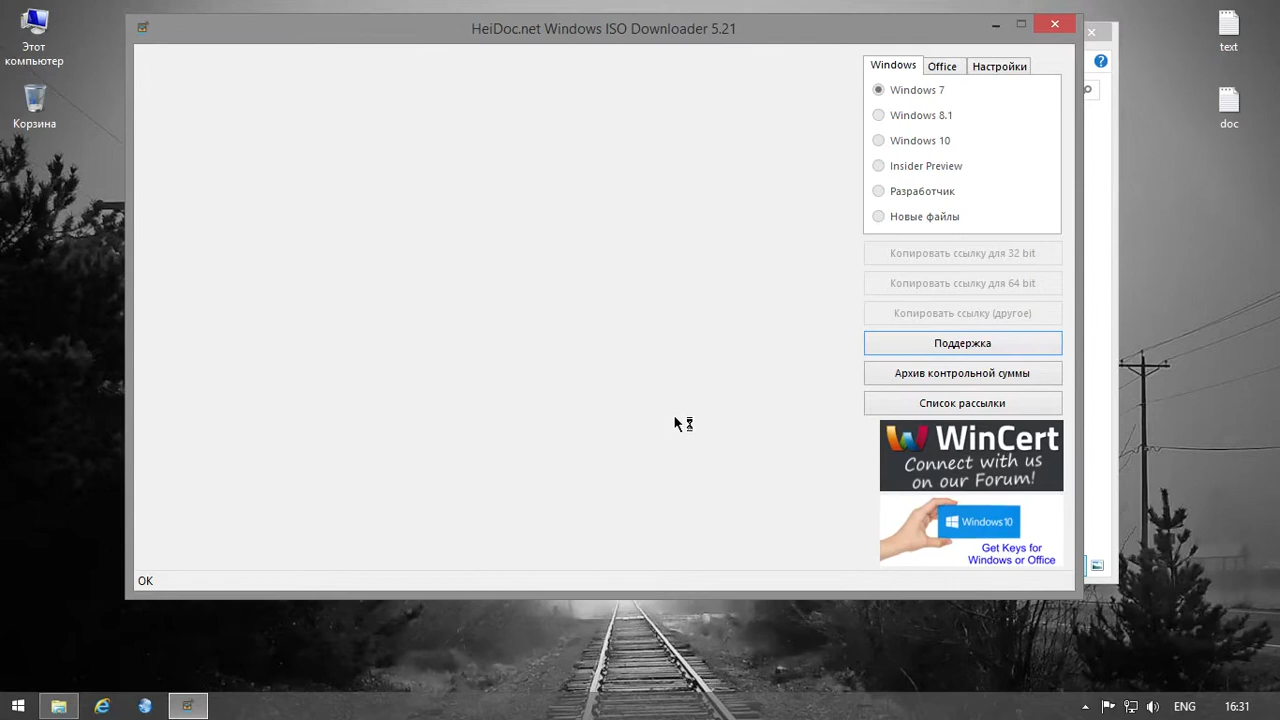 Этот
компьютер
Корзина
HeiDoc.net Windows ISO Downloader 5.21
text
doc
Windows
Office
Настройки
Windows 7
Windows 8.1
Windows 10
Insider Preview
Разработчик
Новые файлы
Копировать ссылку для 32 bit
Копировать ссылку для 64 bit
Копировать ссылку (другое)
Поддержка
Архив контрольной суммы
Список рассылки
WinCert
Connect with us
on our Forum!
Windows10
Get Keys for
Windows or Office
OK
ENG
16:31